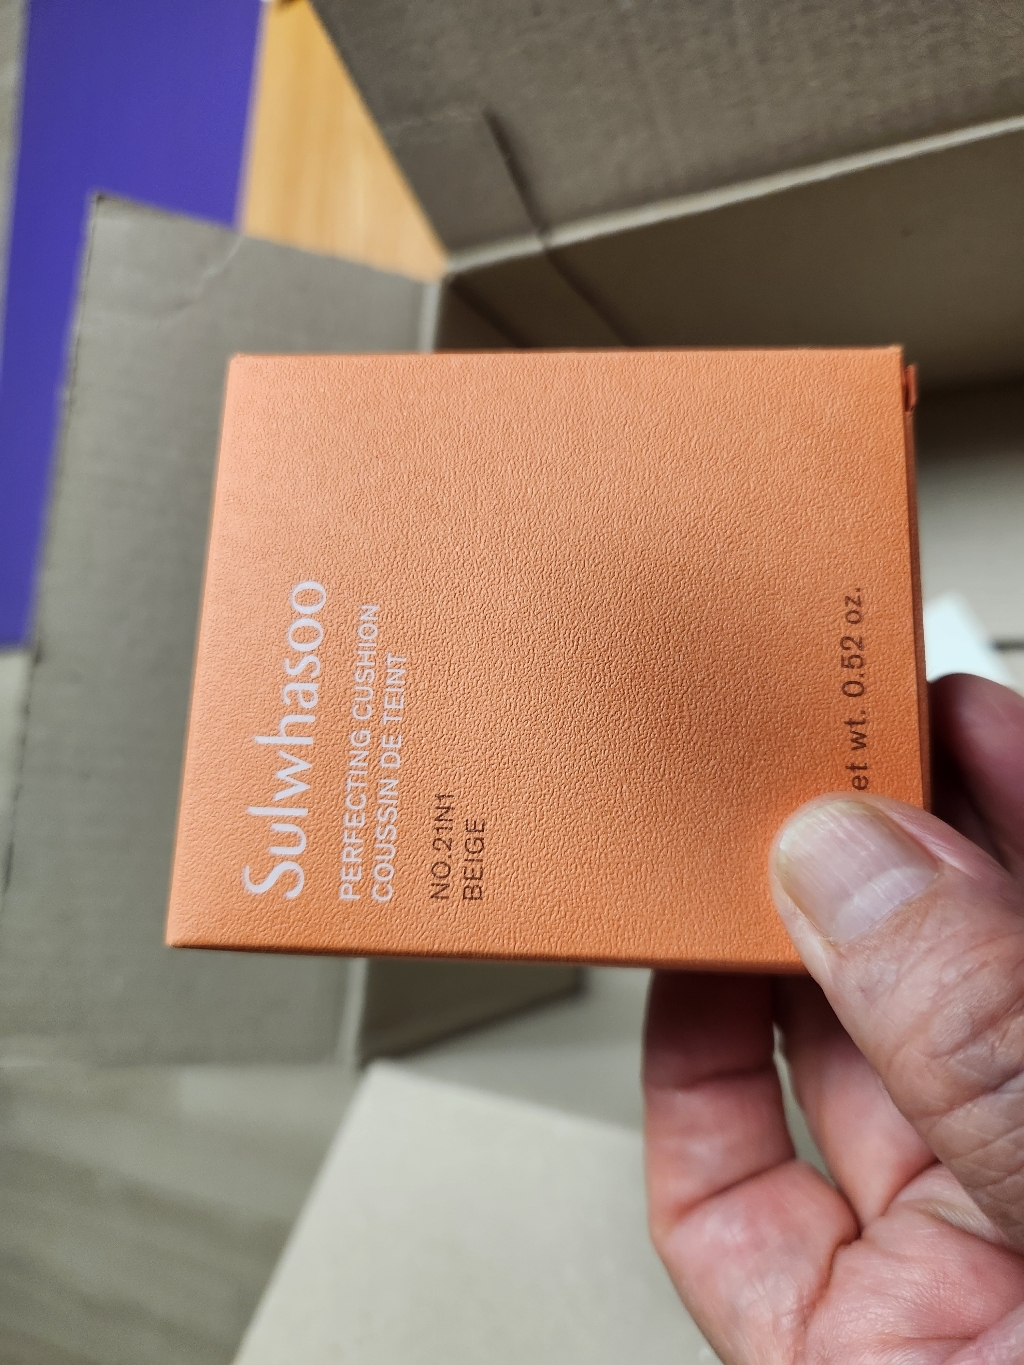 Sulwhasoo
PERFECTING CUSHION
COUSSIN DE TEINT
NO.21N1
BEIGE
et wt. 0.52 oz.